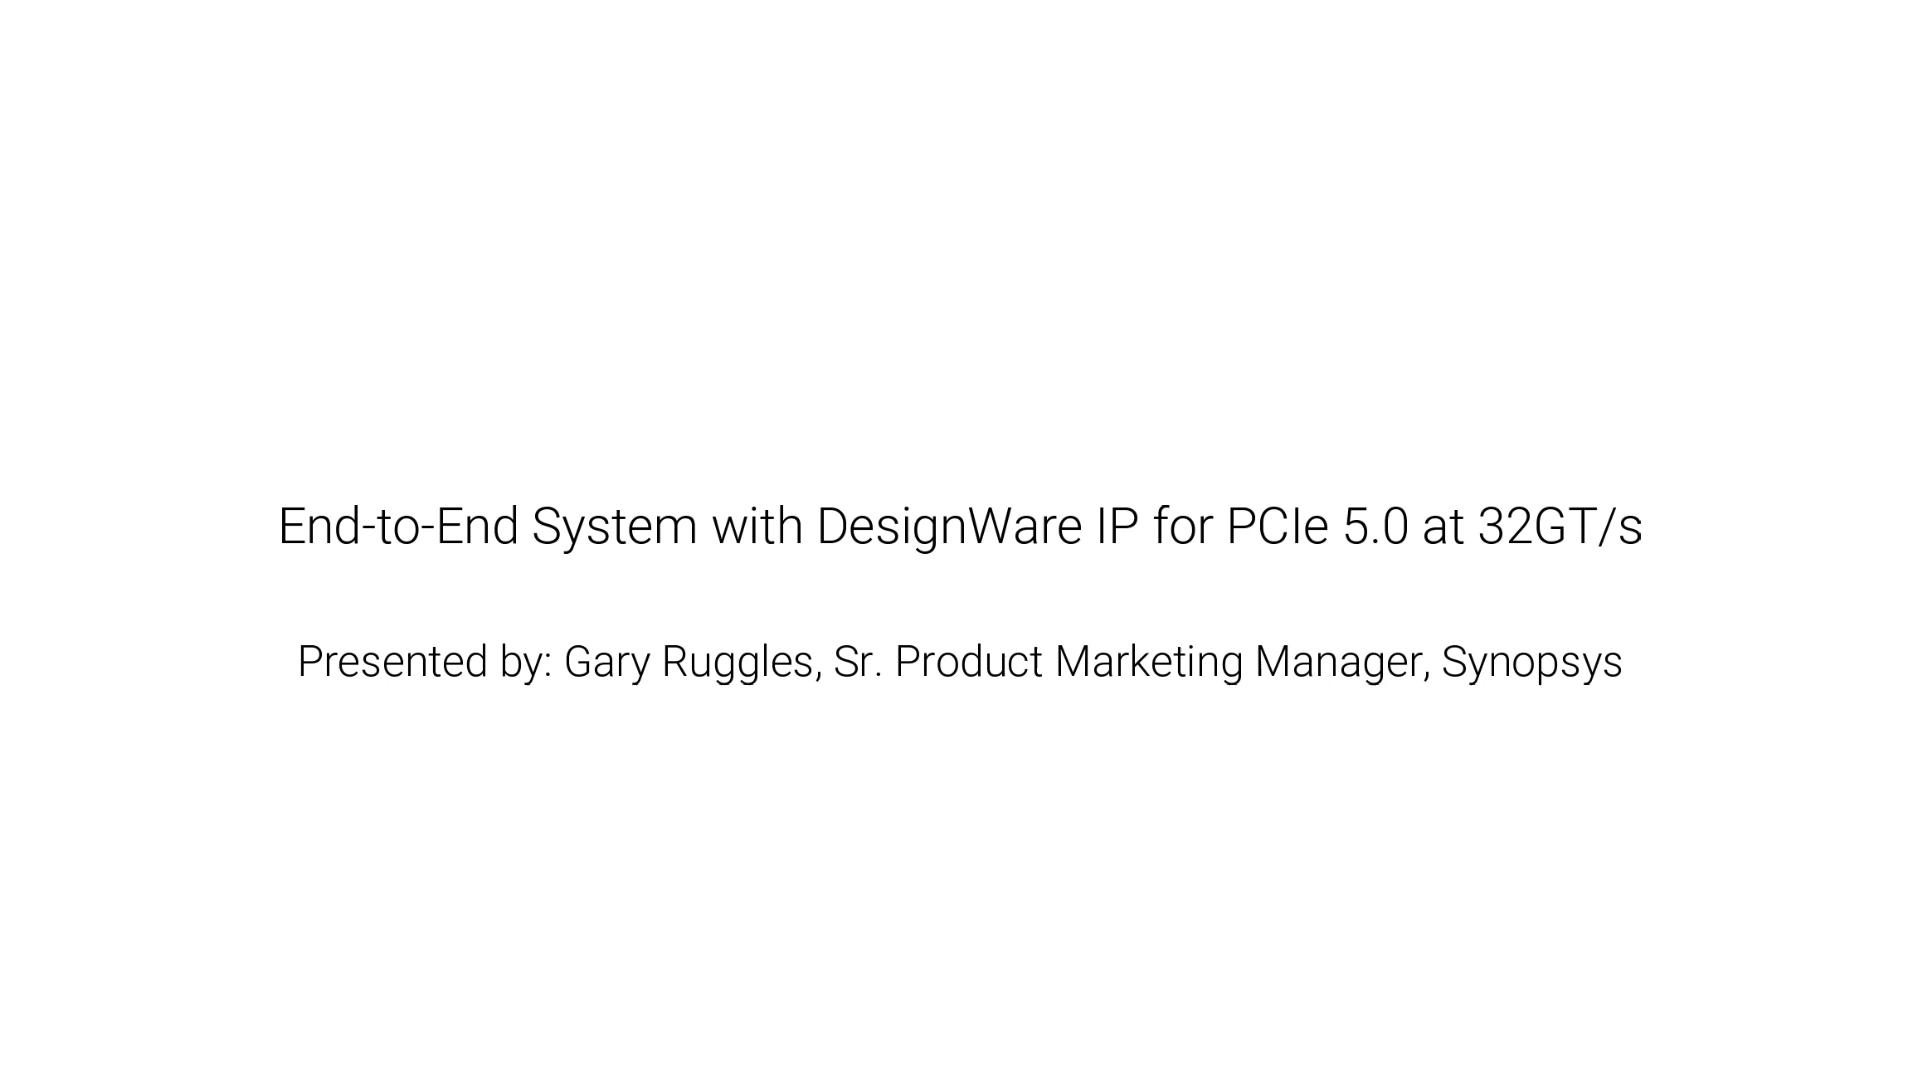 End-to-End System with DesignWare IP for PCIe 5.0 at 32GT/s
Presented by: Gary Ruggles, Sr. Product Marketing Manager, Synopsys